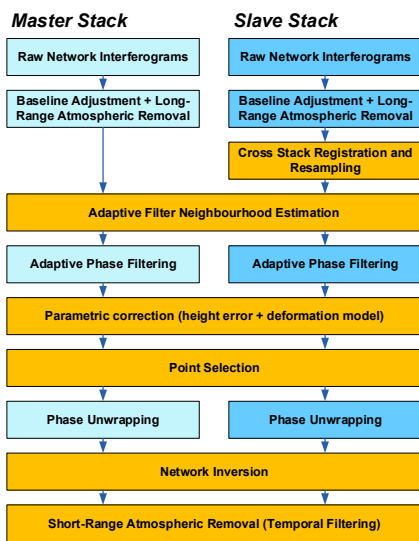 Master Stack
Slave Stack
Raw Network Interferograms
Raw Network Interferograms
Baseline Adjustment + Long-
Range Atmospheric Removal
Baseline Adjustment + Long-
Range Atmospheric Removal
Cross Stack Registration and
Resampling
Adaptive Filter Neighbourhood Estimation
Adaptive Phase Filtering
Adaptive Phase Filtering
Parametric correction (height error + deformation model)
Point Selection
Phase Unwrapping
Phase Unwrapping
Network Inversion
Short-Range Atmospheric Removal (Temporal Filtering)